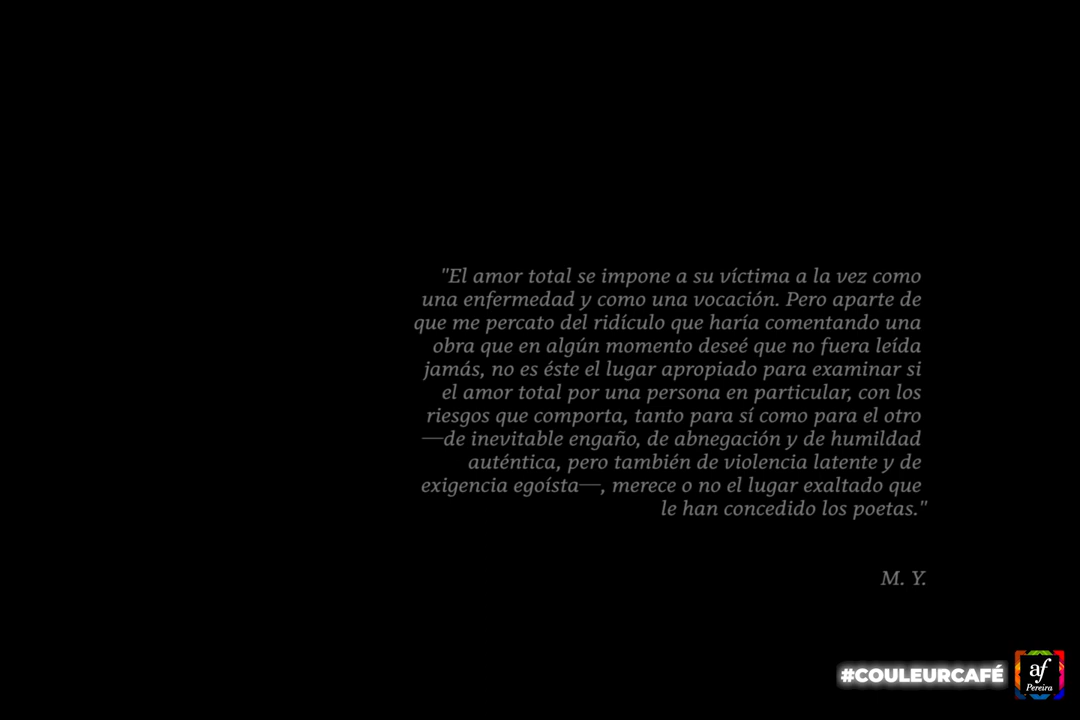 "El amor total se impone a su víctima a la vez como
una enfermedad y como una vocación. Pero aparte de
que me percato del ridículo que haría comentando una
obra que en algún momento deseé que no fuera leída
jamás, no es éste el lugar apropiado para examinar si
el amor total por una persona en particular, con los
riesgos que comporta, tanto para sí como para el otro
—de inevitable engaño, de abnegación y de humildad
auténtica, pero también de violencia latente y de
exigencia egoísta—, merece o no el lugar exaltado que
le han concedido los poetas."
M. Y.
#COULEURCAFÉ
af
Pereira